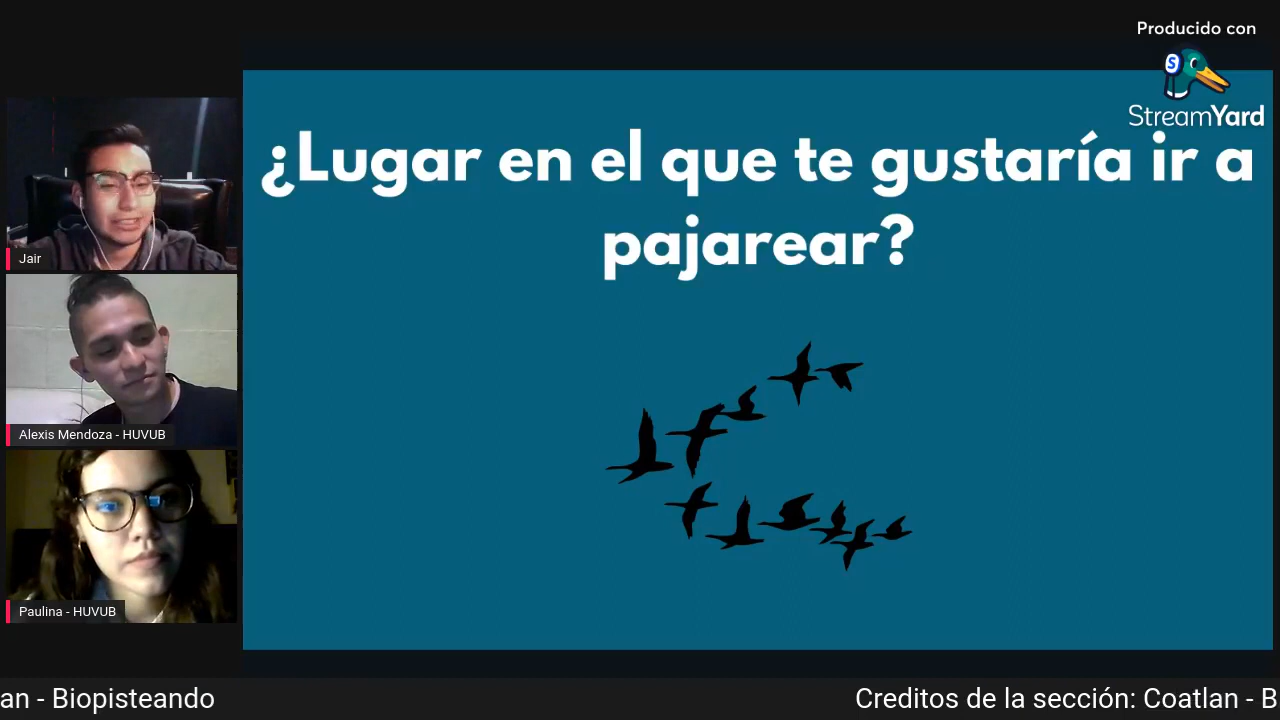 Producido con
S
StreamYard
¿Lugar en el que te gustaría ir a
pajarear?
Jair
Alexis Mendoza - HUVUB
Paulina - HUVUB
an - Biopisteando
Creditos de la sección: Coatlan - B